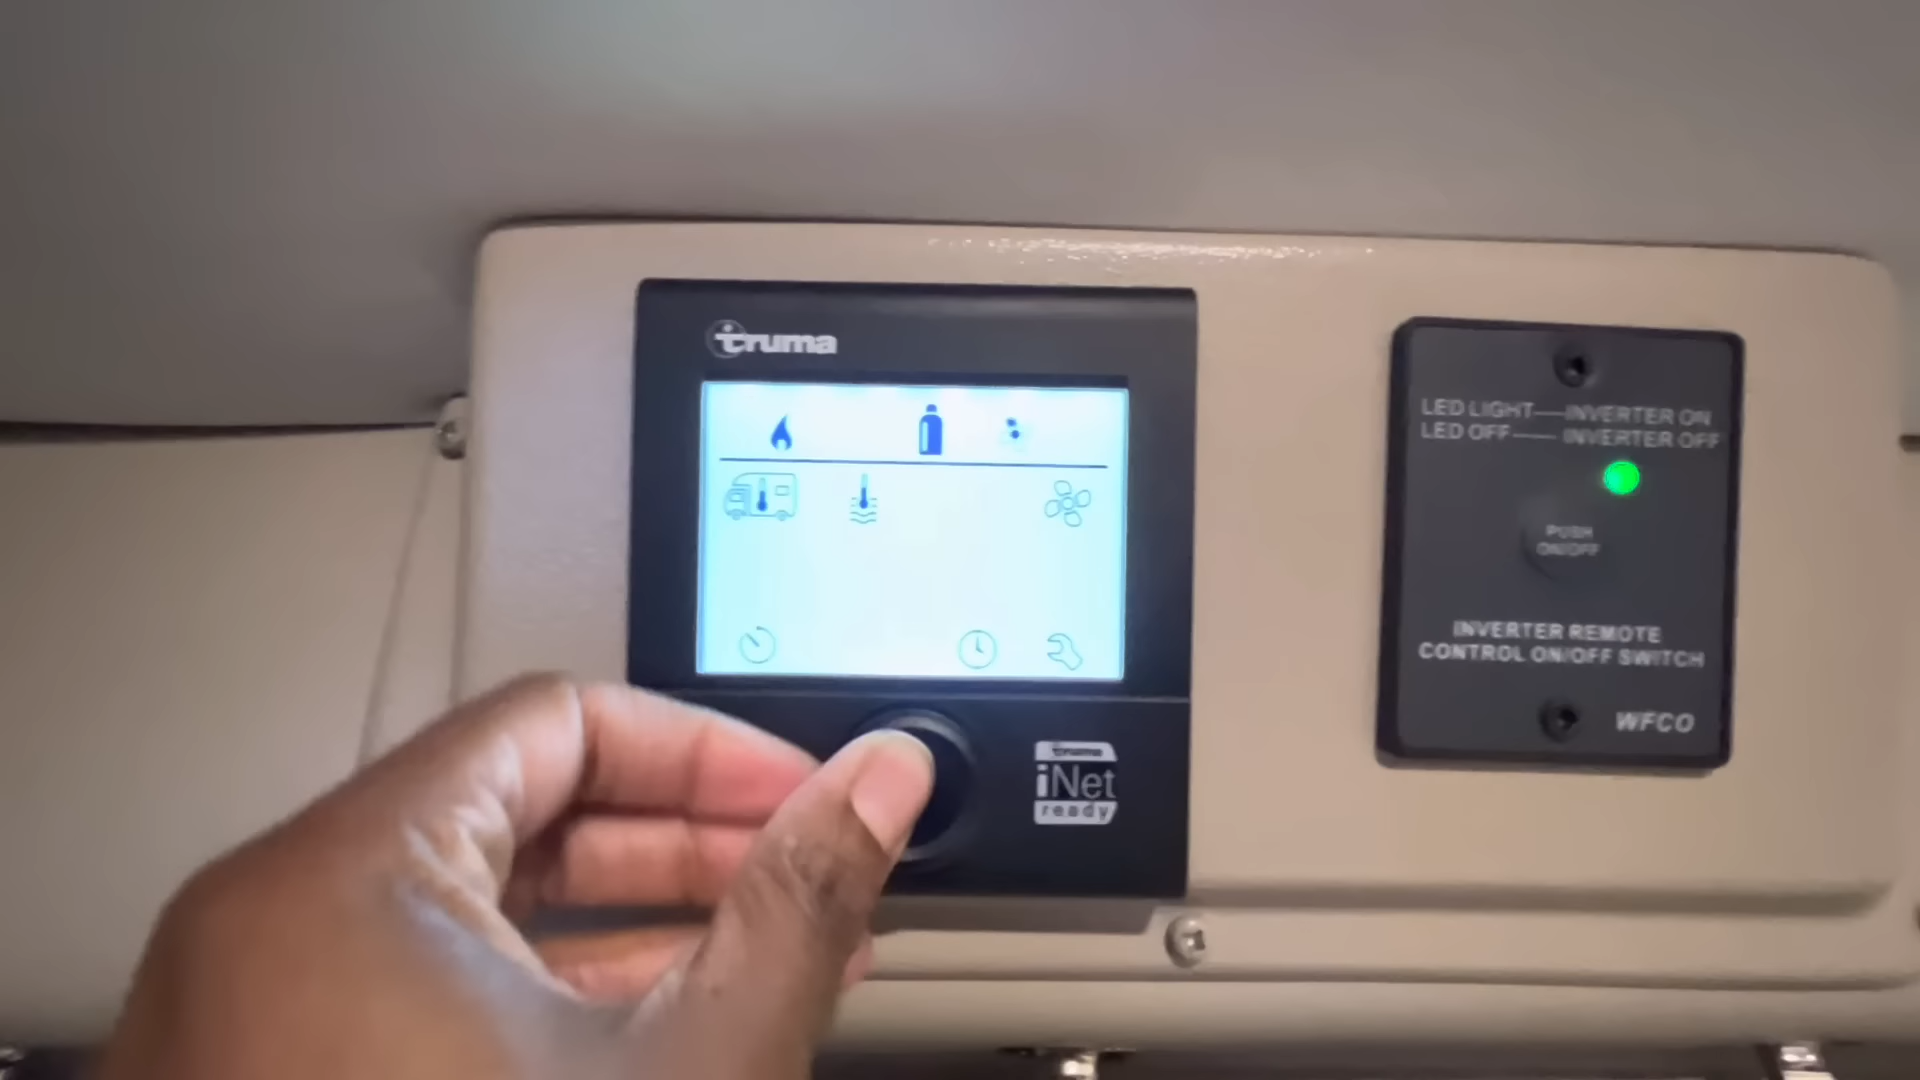 truma
truma
iNet
ready
LED LIGHT — INVERTER ON
LED OFF — INVERTER OFF
PUSH
ON/OFF
INVERTER REMOTE
CONTROL ON/OFF SWITCH
WFCO